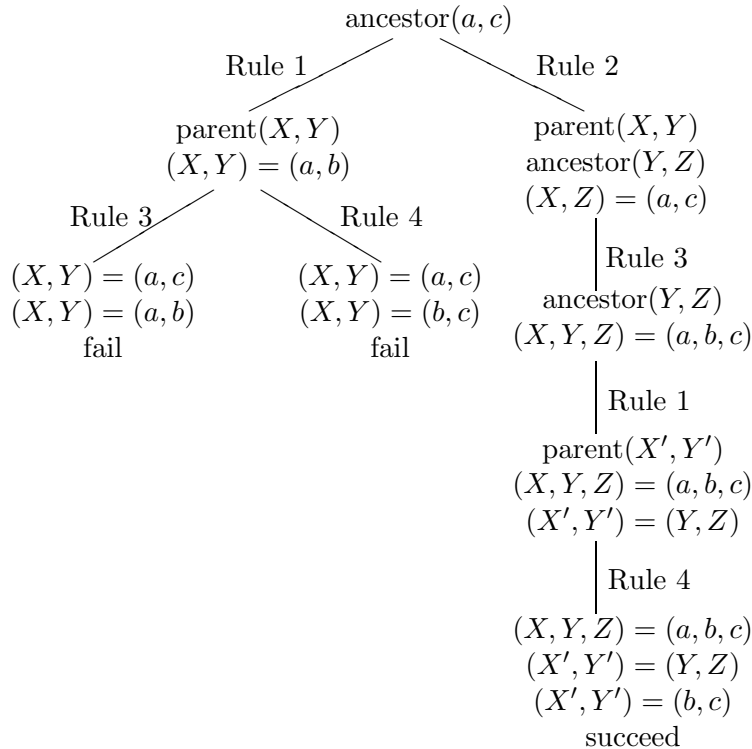 ancestor(a, c)
Rule 1
Rule 2
parent(X, Y)
(X, Y) = (a, b)
parent(X, Y)
ancestor(Y, Z)
(X, Z) = (a, c)
Rule 3
Rule 4
(X, Y) = (a, c)
(X, Y) = (a, b)
fail
(X, Y) = (a, c)
(X, Y) = (b, c)
fail
Rule 3
ancestor(Y, Z)
(X, Y, Z) = (a, b, c)
Rule 1
parent(X′, Y′)
(X, Y, Z) = (a, b, c)
(X′, Y′) = (Y, Z)
Rule 4
(X, Y, Z) = (a, b, c)
(X′, Y′) = (Y, Z)
(X′, Y′) = (b, c)
succeed